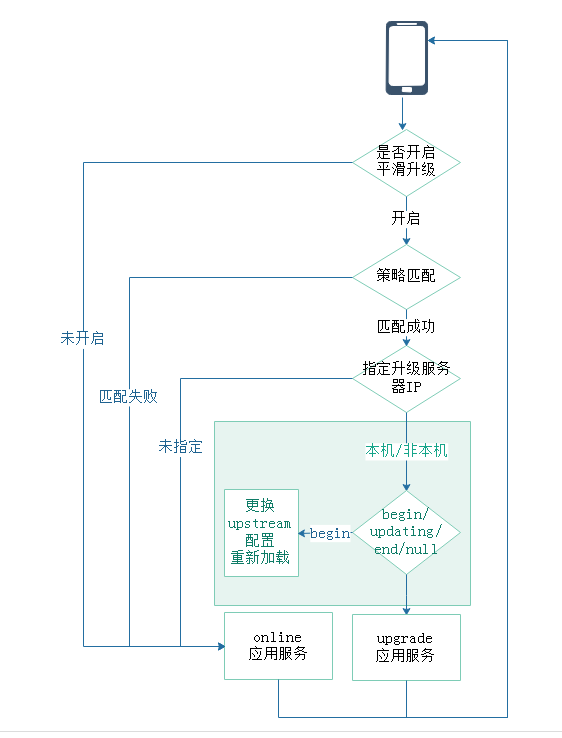 是否开启
平滑升级
开启
策略匹配
匹配成功
未开启
指定升级服务
器IP
匹配失败
未指定
本机/非本机
更换
upstream
配置
重新加载
begin
begin/
updating/
end/null
online
应用服务
upgrade
应用服务